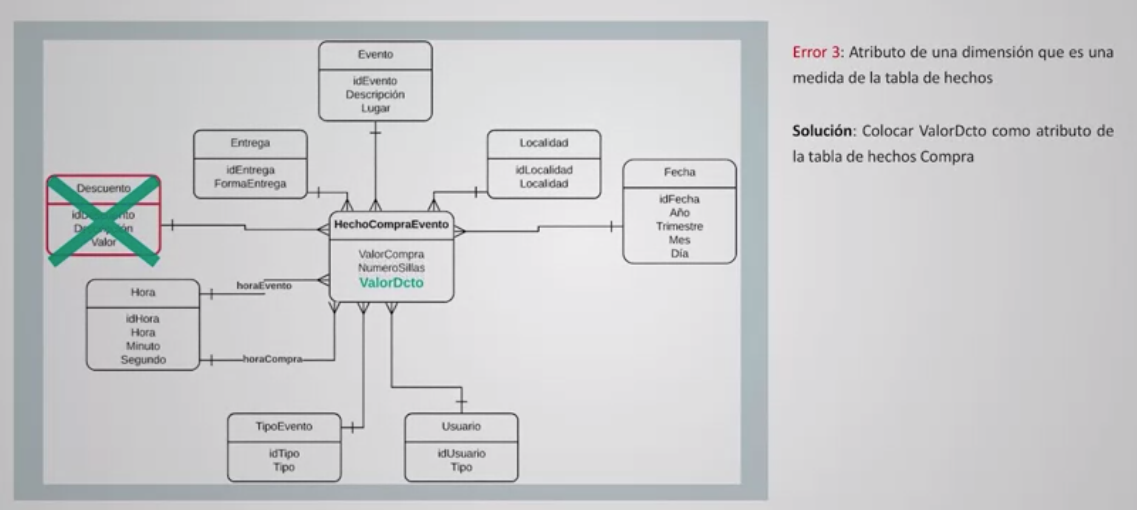 Error 3: Atributo de una dimensión que es una
medida de la tabla de hechos
Solución: Colocar ValorDcto como atributo de
la tabla de hechos Compra
Evento
idEvento
Descripción
Lugar
Entrega
idEntrega
FormaEntrega
Localidad
idLocalidad
Localidad
Fecha
idFecha
Año
Trimestre
Mes
Día
Descuento
Valor
HechoCompraEvento
ValorCompra
NumeroSillas
ValorDcto
Hora
idHora
Hora
Minuto
Segundo
horaEvento
horaCompra
TipoEvento
idTipo
Tipo
Usuario
idUsuario
Tipo